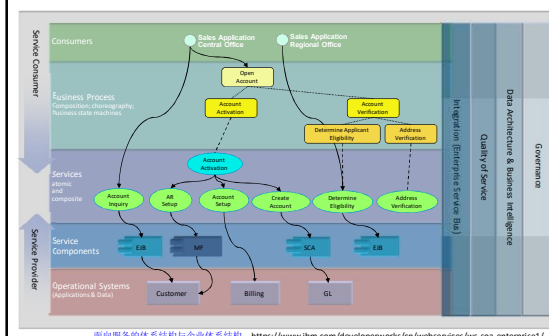 Service Consumer
Service Provider
Consumers
Sales Application
Central Office
Sales Application
Regional Office
Business Process
Composition; choreography;
business state machines
Open
Account
Account
Activation
Account
Verification
Determine Applicant
Eligibility
Address
Verification
Services
atomic
and
composite
Account
Activation
Account
Inquiry
AR
Setup
Account
Setup
Create
Account
Determine
Eligibility
Address
Verification
Service
Components
EJB
MF
SCA
EJB
Operational Systems
(Applications & Data)
Customer
Billing
GL
Integration (Enterprise Service Bus)
Quality of Service
Data Architecture & Business Intelligence
Governance